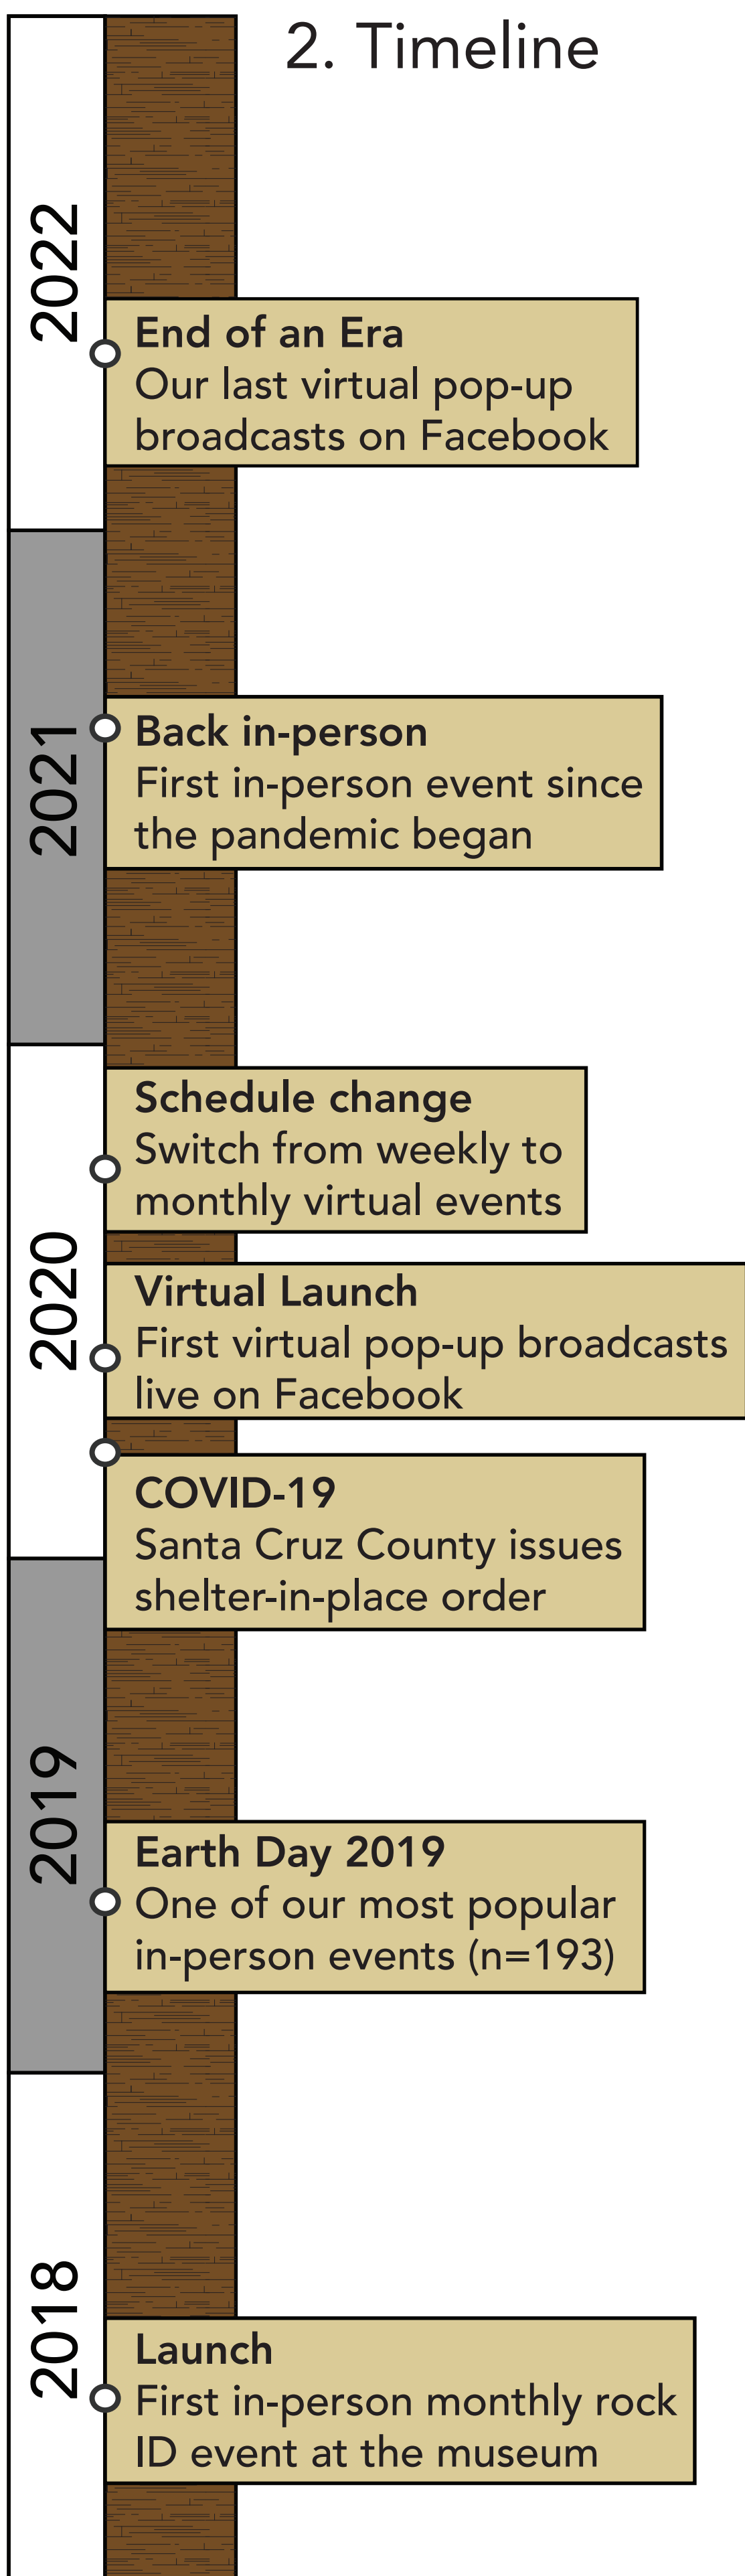 2. Timeline
2022
End of an Era
Our last virtual pop-up
broadcasts on Facebook
2021
Back in-person
First in-person event since
the pandemic began
2020
Schedule change
Switch from weekly to
monthly virtual events
Virtual Launch
First virtual pop-up broadcasts
live on Facebook
COVID-19
Santa Cruz County issues
shelter-in-place order
2019
Earth Day 2019
One of our most popular
in-person events (n=193)
2018
Launch
First in-person monthly rock
ID event at the museum